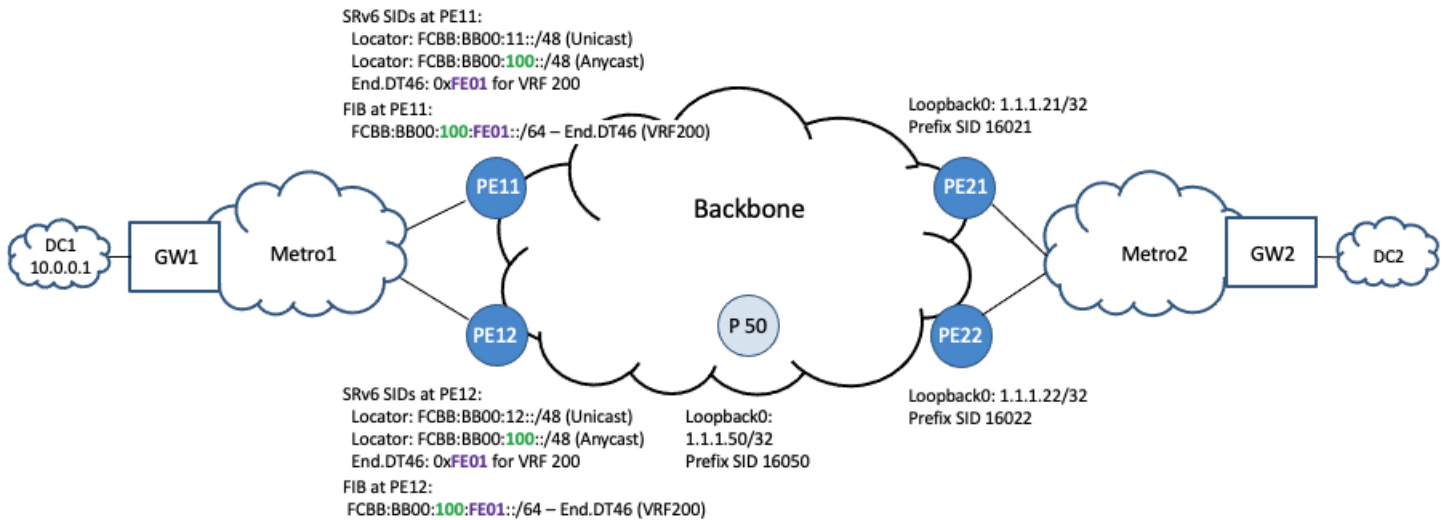 SRv6 SIDs at PE11:
Locator: FCBB:BB00:11::/48 (Unicast)
Locator: FCBB:BB00:100::/48 (Anycast)
End.DT46: 0xFE01 for VRF 200
FIB at PE11:
FCBB:BB00:100:FE01::/64 – End.DT46 (VRF200)
Loopback0: 1.1.1.21/32
Prefix SID 16021
PE11
PE21
Backbone
DC1
10.0.0.1
GW1
Metro1
Metro2
GW2
DC2
PE12
P 50
PE22
SRv6 SIDs at PE12:
Locator: FCBB:BB00:12::/48 (Unicast)
Locator: FCBB:BB00:100::/48 (Anycast)
End.DT46: 0xFE01 for VRF 200
FIB at PE12:
FCBB:BB00:100:FE01::/64 – End.DT46 (VRF200)
Loopback0:
1.1.1.50/32
Prefix SID 16050
Loopback0: 1.1.1.22/32
Prefix SID 16022